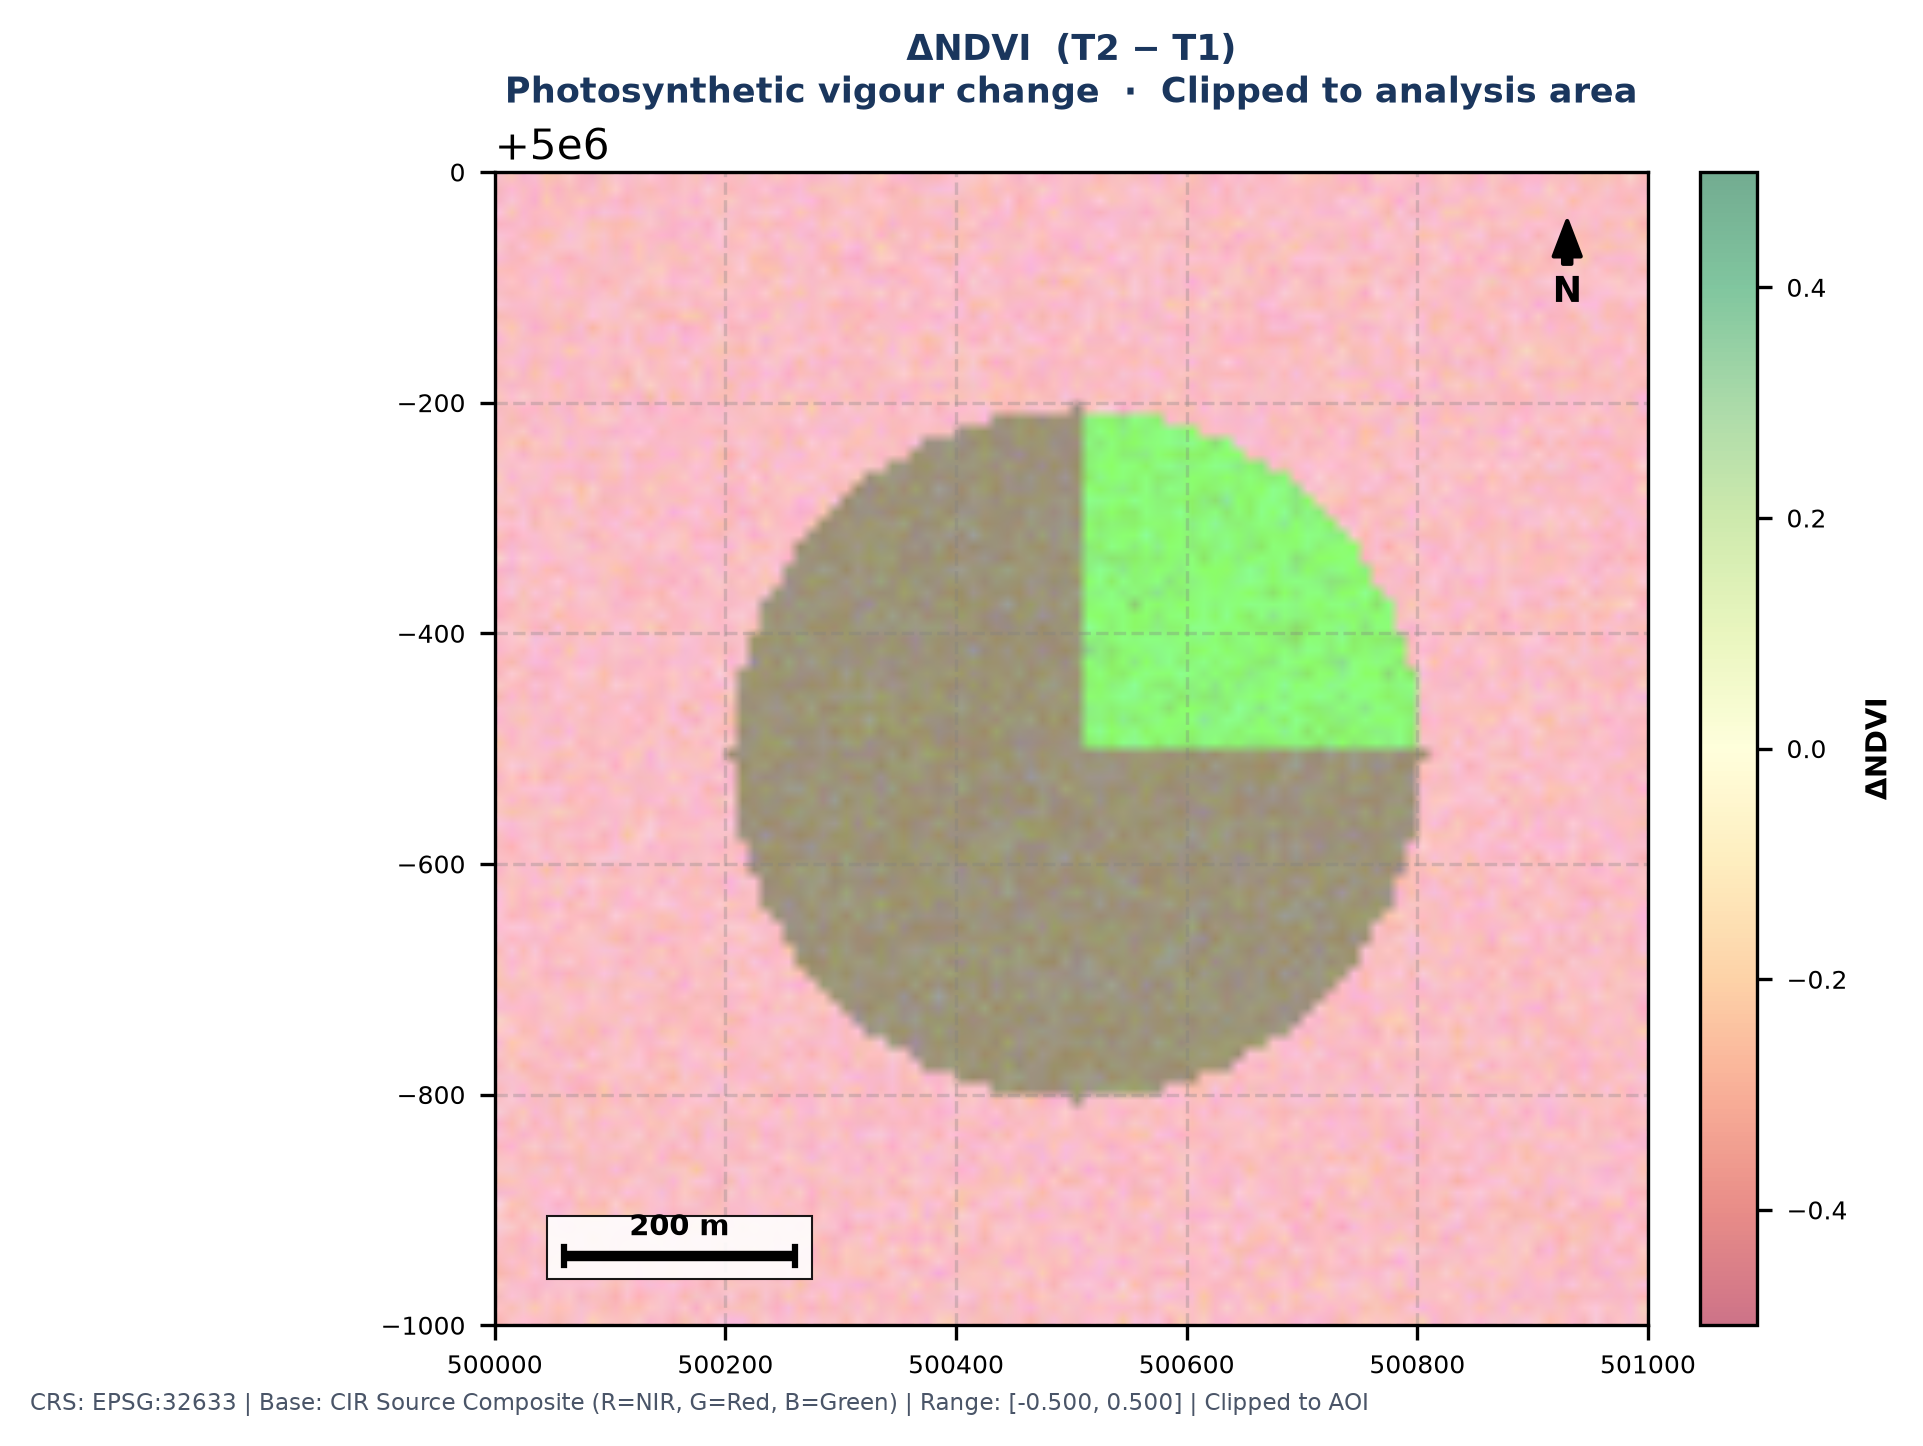 ΔNDVI (T2 − T1)
Photosynthetic vigour change · Clipped to analysis area
+5e6
0
−200
−400
−600
−800
−1000
N
200 m
500000 500200 500400 500600 500800 501000
0.4
0.2
0.0
−0.2
−0.4
ΔNDVI
CRS: EPSG:32633 | Base: CIR Source Composite (R=NIR, G=Red, B=Green) | Range: [-0.500, 0.500] | Clipped to AOI